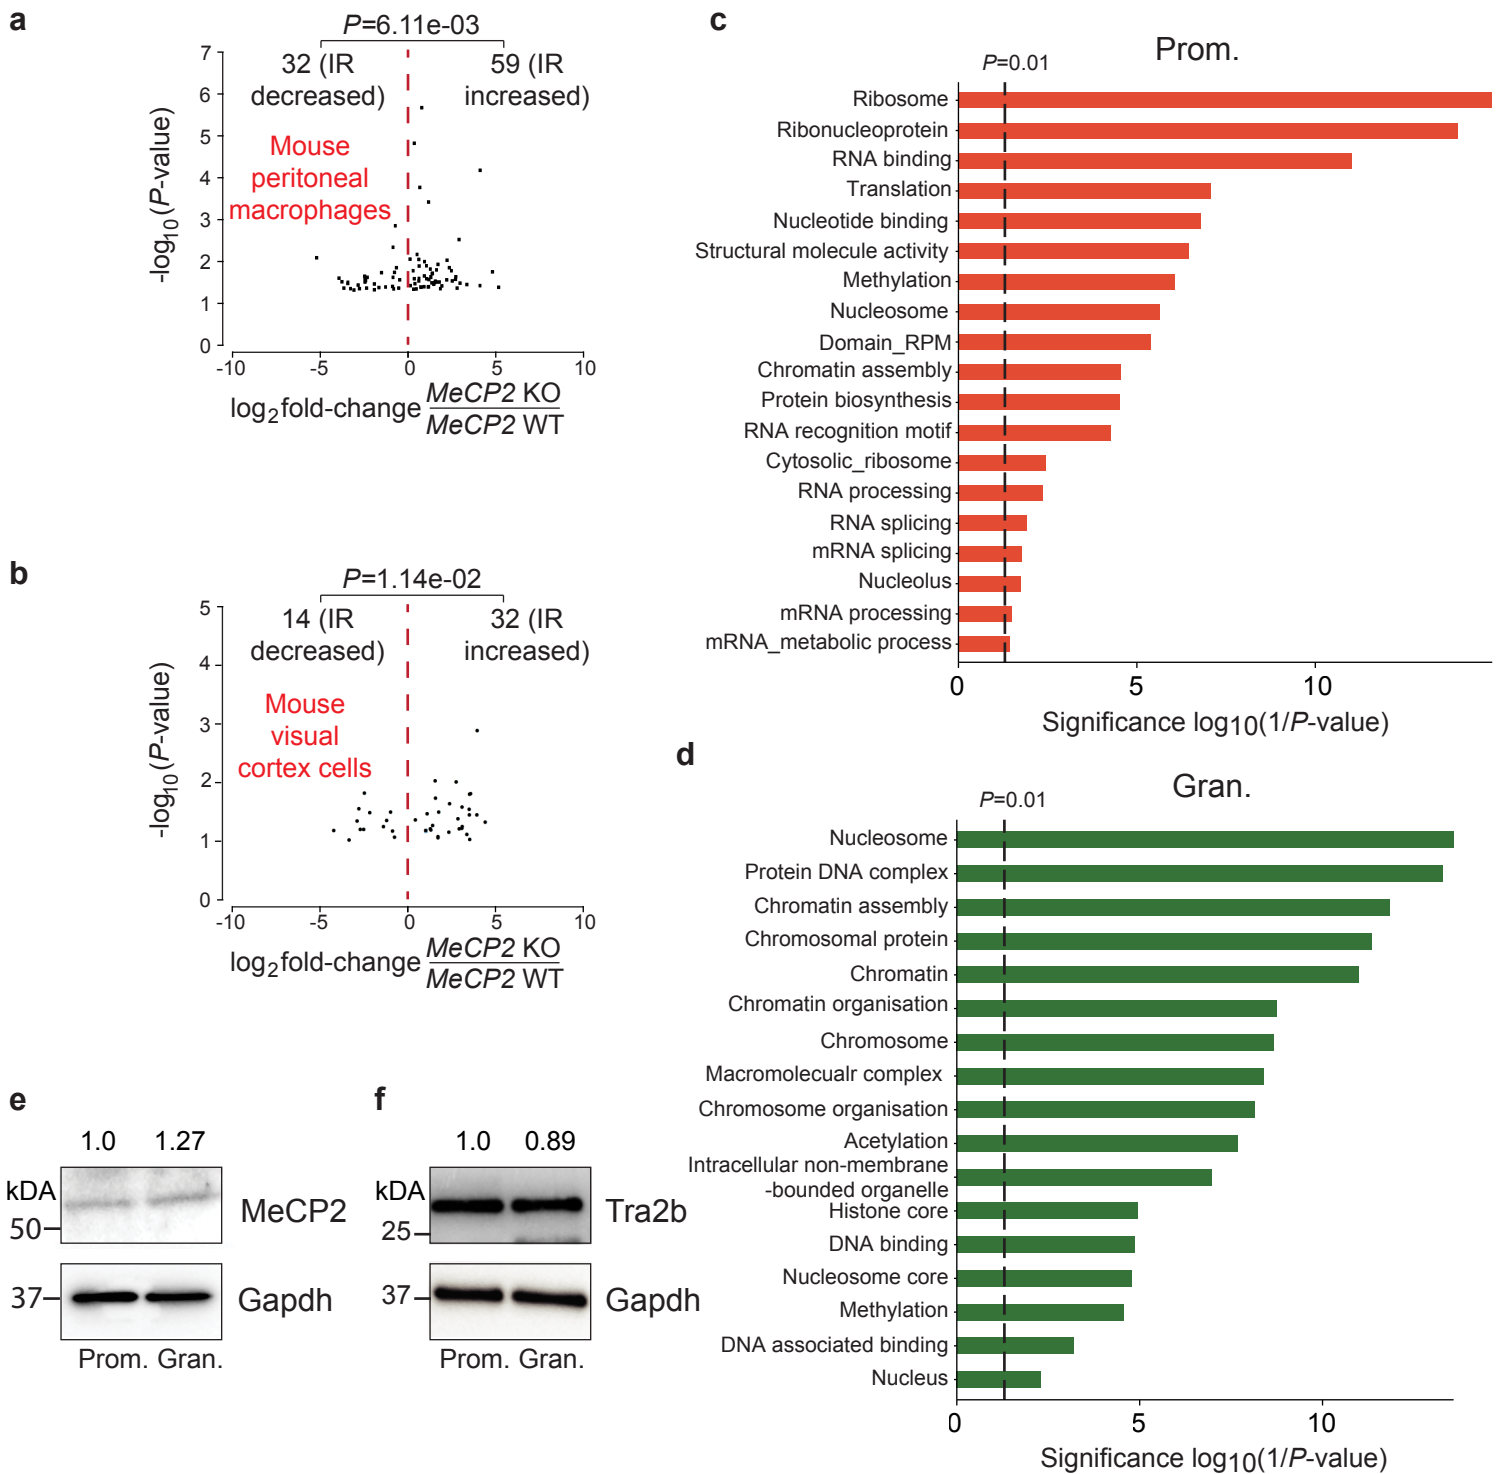 a
P=6.11e-03
32 (IR
decreased)
59 (IR
increased)
Mouse
peritoneal
macrophages
-log10(P-value)
7
6
5
4
3
2
1
0
-10
-5
0
5
10
log2fold-change MeCP2 KO
MeCP2 WT
b
P=1.14e-02
14 (IR
decreased)
32 (IR
increased)
Mouse
visual
cortex cells
-log10(P-value)
5
4
3
2
1
0
-10
-5
0
5
10
log2fold-change MeCP2 KO
MeCP2 WT
c
Prom.
P=0.01
Ribosome
Ribonucleoprotein
RNA binding
Translation
Nucleotide binding
Structural molecule activity
Methylation
Nucleosome
Domain_RPM
Chromatin assembly
Protein biosynthesis
RNA recognition motif
Cytosolic_ribosome
RNA processing
RNA splicing
mRNA splicing
Nucleolus
mRNA processing
mRNA_metabolic process
0
5
10
Significance log10(1/P-value)
d
Gran.
P=0.01
Nucleosome
Protein DNA complex
Chromatin assembly
Chromosomal protein
Chromatin
Chromatin organisation
Chromosome
Macromolecualr complex
Chromosome organisation
Acetylation
Intracellular non-membrane
-bounded organelle
Histone core
DNA binding
Nucleosome core
Methylation
DNA associated binding
Nucleus
0
5
10
Significance log10(1/P-value)
e
1.0 1.27
kDA
50
MeCP2
37
Gapdh
Prom. Gran.
f
1.0 0.89
kDA
25
Tra2b
37
Gapdh
Prom. Gran.